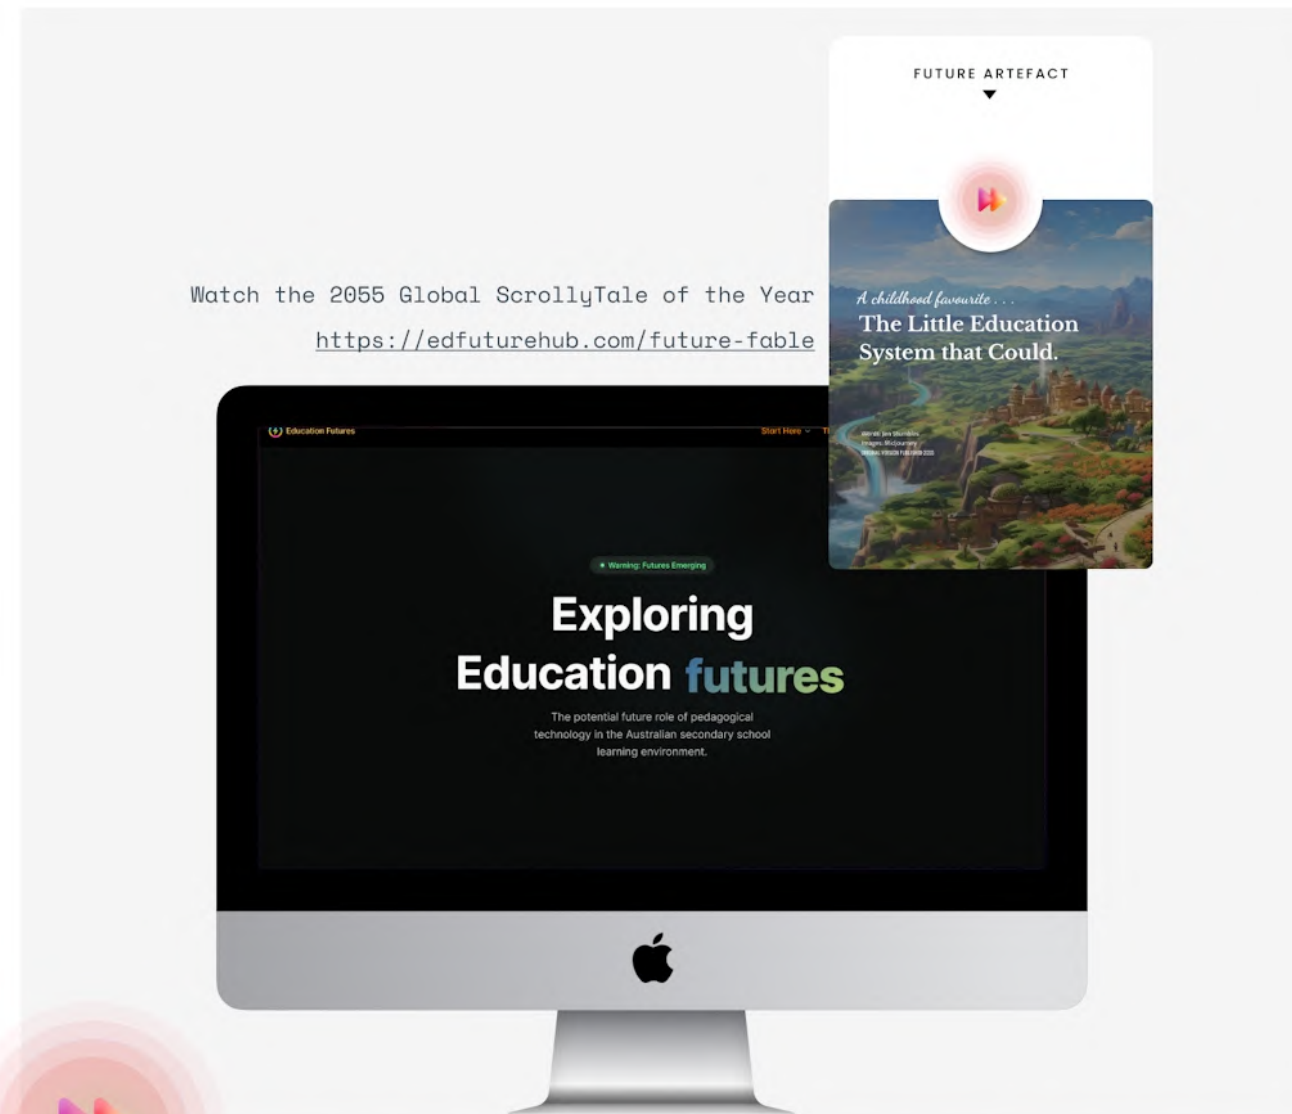 FUTURE ARTEFACT
Watch the 2055 Global ScrollyTale of the Year
https://edfuturehub.com/future-fable
A childhood favourite . . .
The Little Education
System that Could.
Images: Midjourney
Education Futures
Start Here
Warning: Futures Emerging
Exploring
Education futures
The potential future role of pedagogical
technology in the Australian secondary school
learning environment.